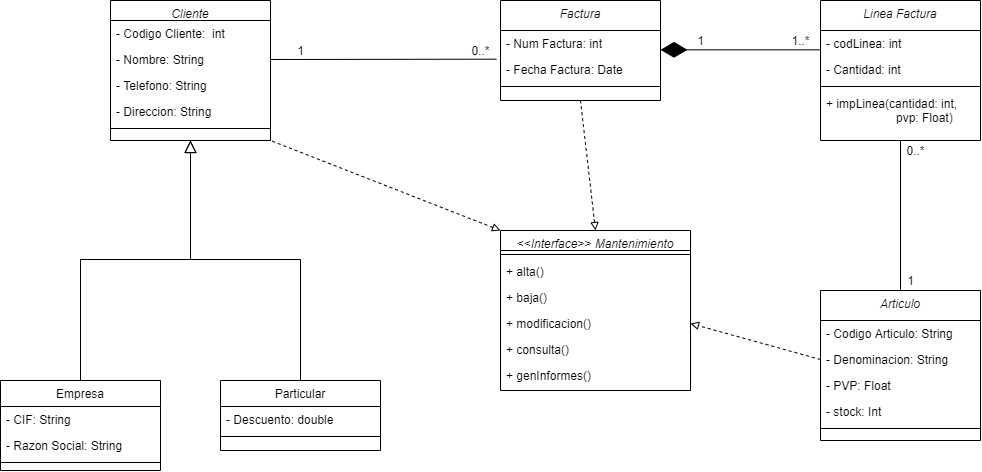 Cliente
- Codigo Cliente: int
- Nombre: String
- Telefono: String
- Direccion: String
1
0..*
Factura
- Num Factura: int
- Fecha Factura: Date
1
1..*
Linea Factura
- codLinea: int
- Cantidad: int
+ impLinea(cantidad: int,
pvp: Float)
0..*
1
<<Interface>> Mantenimiento
+ alta()
+ baja()
+ modificacion()
+ consulta()
+ genInformes()
Articulo
- Codigo Articulo: String
- Denominacion: String
- PVP: Float
- stock: Int
Empresa
- CIF: String
- Razon Social: String
Particular
- Descuento: double